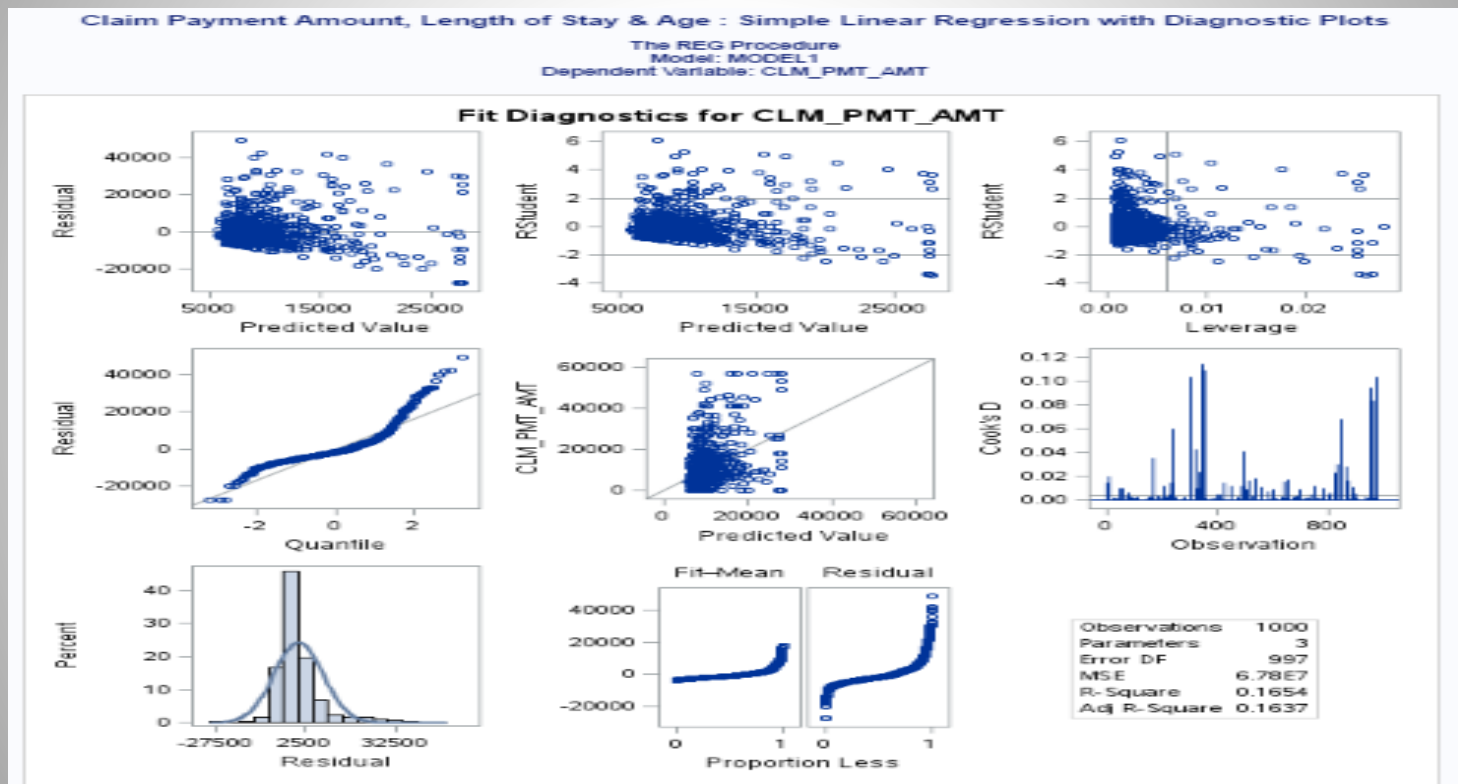 Claim Payment Amount, Length of Stay & Age : Simple Linear Regression with Diagnostic Plots
The REG Procedure
Model: MODEL1
Dependent Variable: CLM_PMT_AMT
Fit Diagnostics for CLM_PMT_AMT
Residual
40000
20000
0
-20000
5000 15000 25000
Predicted Value
RStudent
6
4
2
0
-2
-4
5000 15000 25000
Predicted Value
RStudent
6
4
2
0
-2
-4
0.00 0.01 0.02
Leverage
Residual
40000
20000
0
-20000
-2 0 2
Quantile
CLM_PMT_AMT
60000
40000
20000
0
0 20000 40000 60000
Predicted Value
Cook's D
0.12
0.10
0.08
0.06
0.04
0.02
0.00
0 400 800
Observation
Percent
40
30
20
10
0
-27500 2500 32500
Residual
Fit–Mean Residual
40000
20000
0
-20000
0 1 0 1
Proportion Less
Observations 1000
Parameters 3
Error DF 997
MSE 6.78E7
R-Square 0.1654
Adj R-Square 0.1637